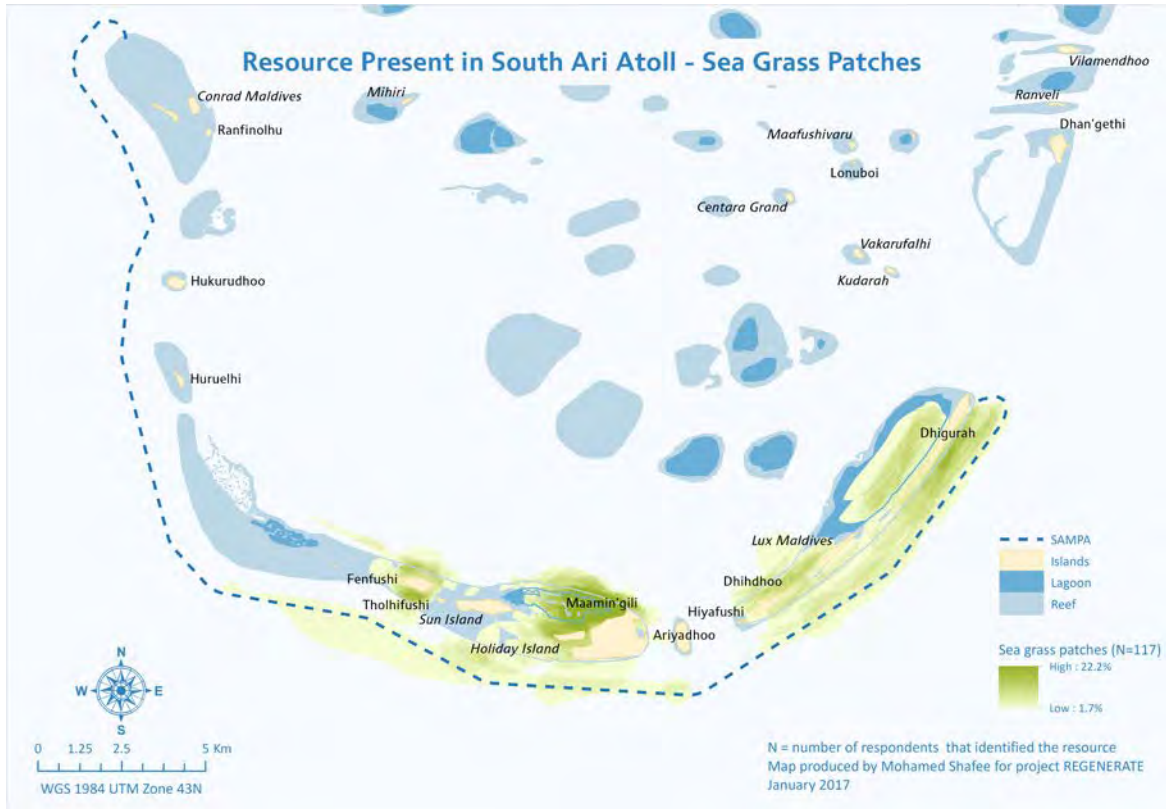 Resource Present in South Ari Atoll - Sea Grass Patches
Vilamendhoo
Conrad Maldives
Mihiri
Ranveli
Ranfinolhu
Maafushivaru
Dhan'gethi
Lonuboi
Centara Grand
Vakarufalhi
Hukurudhoo
Kudarah
Huruelhi
Dhigurah
Lux Maldives
Fenfushi
Dhihdhoo
Tholhifushi
Maamin'gili
Hiyafushi
Sun Island
Ariyadhoo
Holiday Island
SAMPA
Islands
Lagoon
Reef
Sea grass patches (N=117)
High : 22.2%
Low : 1.7%
N
W
E
S
0 1.25 2.5 5 Km
WGS 1984 UTM Zone 43N
N = number of respondents that identified the resource
Map produced by Mohamed Shafee for project REGENERATE
January 2017